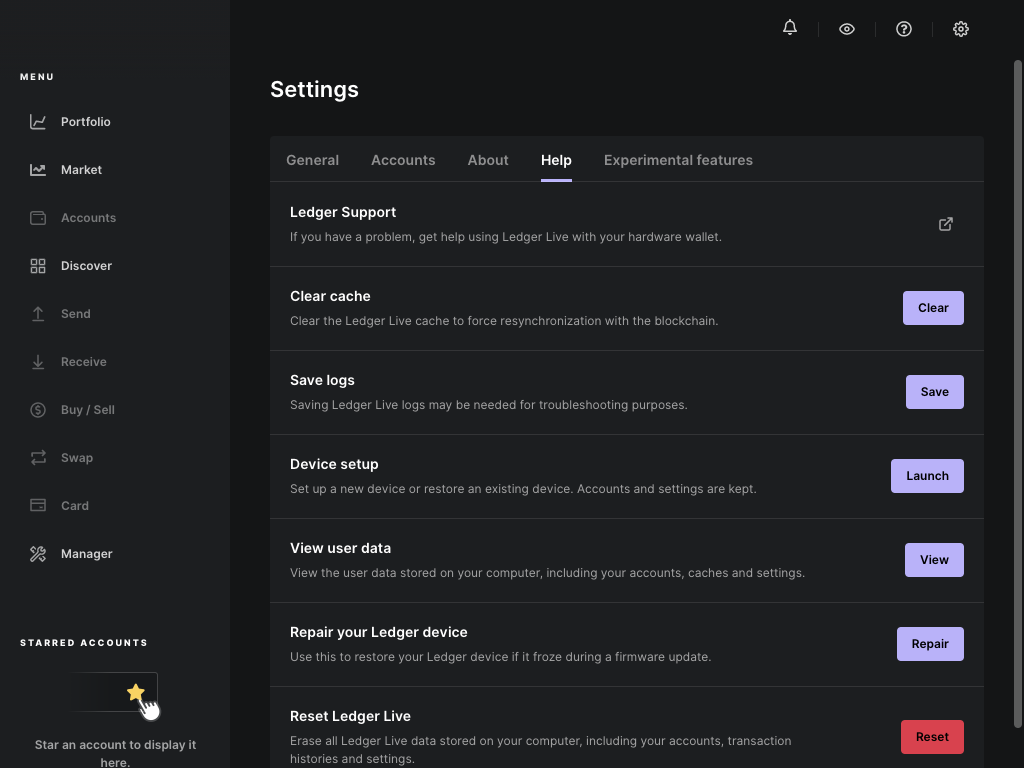 MENU
Portfolio
Market
Accounts
Discover
Send
Receive
Buy / Sell
Swap
Card
Manager
STARRED ACCOUNTS
Star an account to display it
here.
Settings
General Accounts About Help Experimental features
Ledger Support
If you have a problem, get help using Ledger Live with your hardware wallet.
Clear cache
Clear the Ledger Live cache to force resynchronization with the blockchain.
Clear
Save logs
Saving Ledger Live logs may be needed for troubleshooting purposes.
Save
Device setup
Set up a new device or restore an existing device. Accounts and settings are kept.
Launch
View user data
View the user data stored on your computer, including your accounts, caches and settings.
View
Repair your Ledger device
Use this to restore your Ledger device if it froze during a firmware update.
Repair
Reset Ledger Live
Erase all Ledger Live data stored on your computer, including your accounts, transaction
histories and settings.
Reset